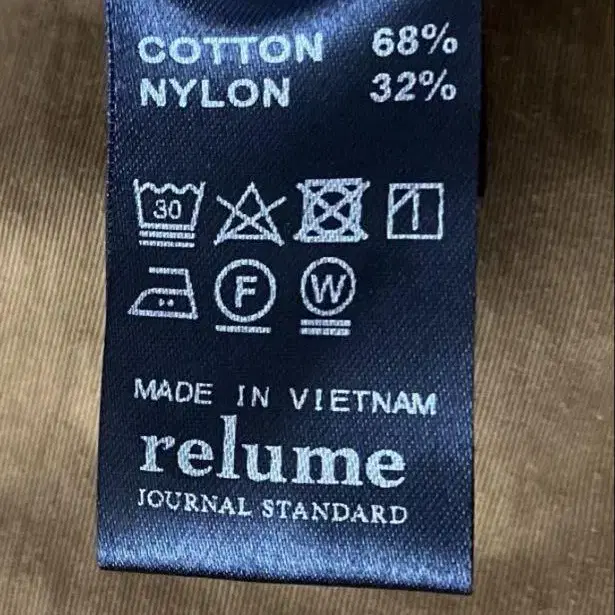 COTTON 68%
NYLON 32%
30
F W
MADE IN VIETNAM
relume
JOURNAL STANDARD